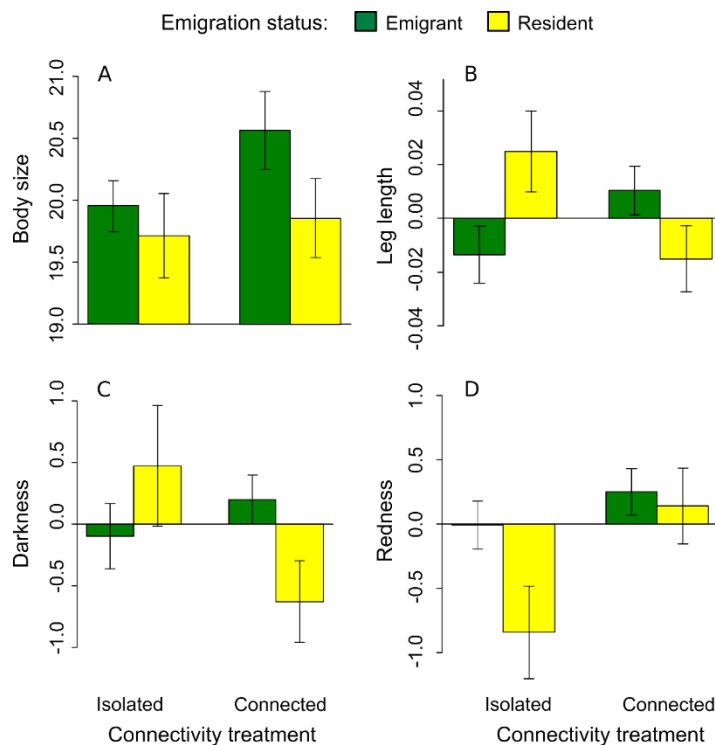 Emigration status: Emigrant Resident
A
Body size
21.0
20.5
20.0
19.5
19.0
B
Leg length
0.04
0.02
0.00
-0.02
-0.04
C
Darkness
1.0
0.5
0.0
-0.5
-1.0
Isolated Connected
Connectivity treatment
D
Redness
1.0
0.5
0.0
-0.5
-1.0
Isolated Connected
Connectivity treatment